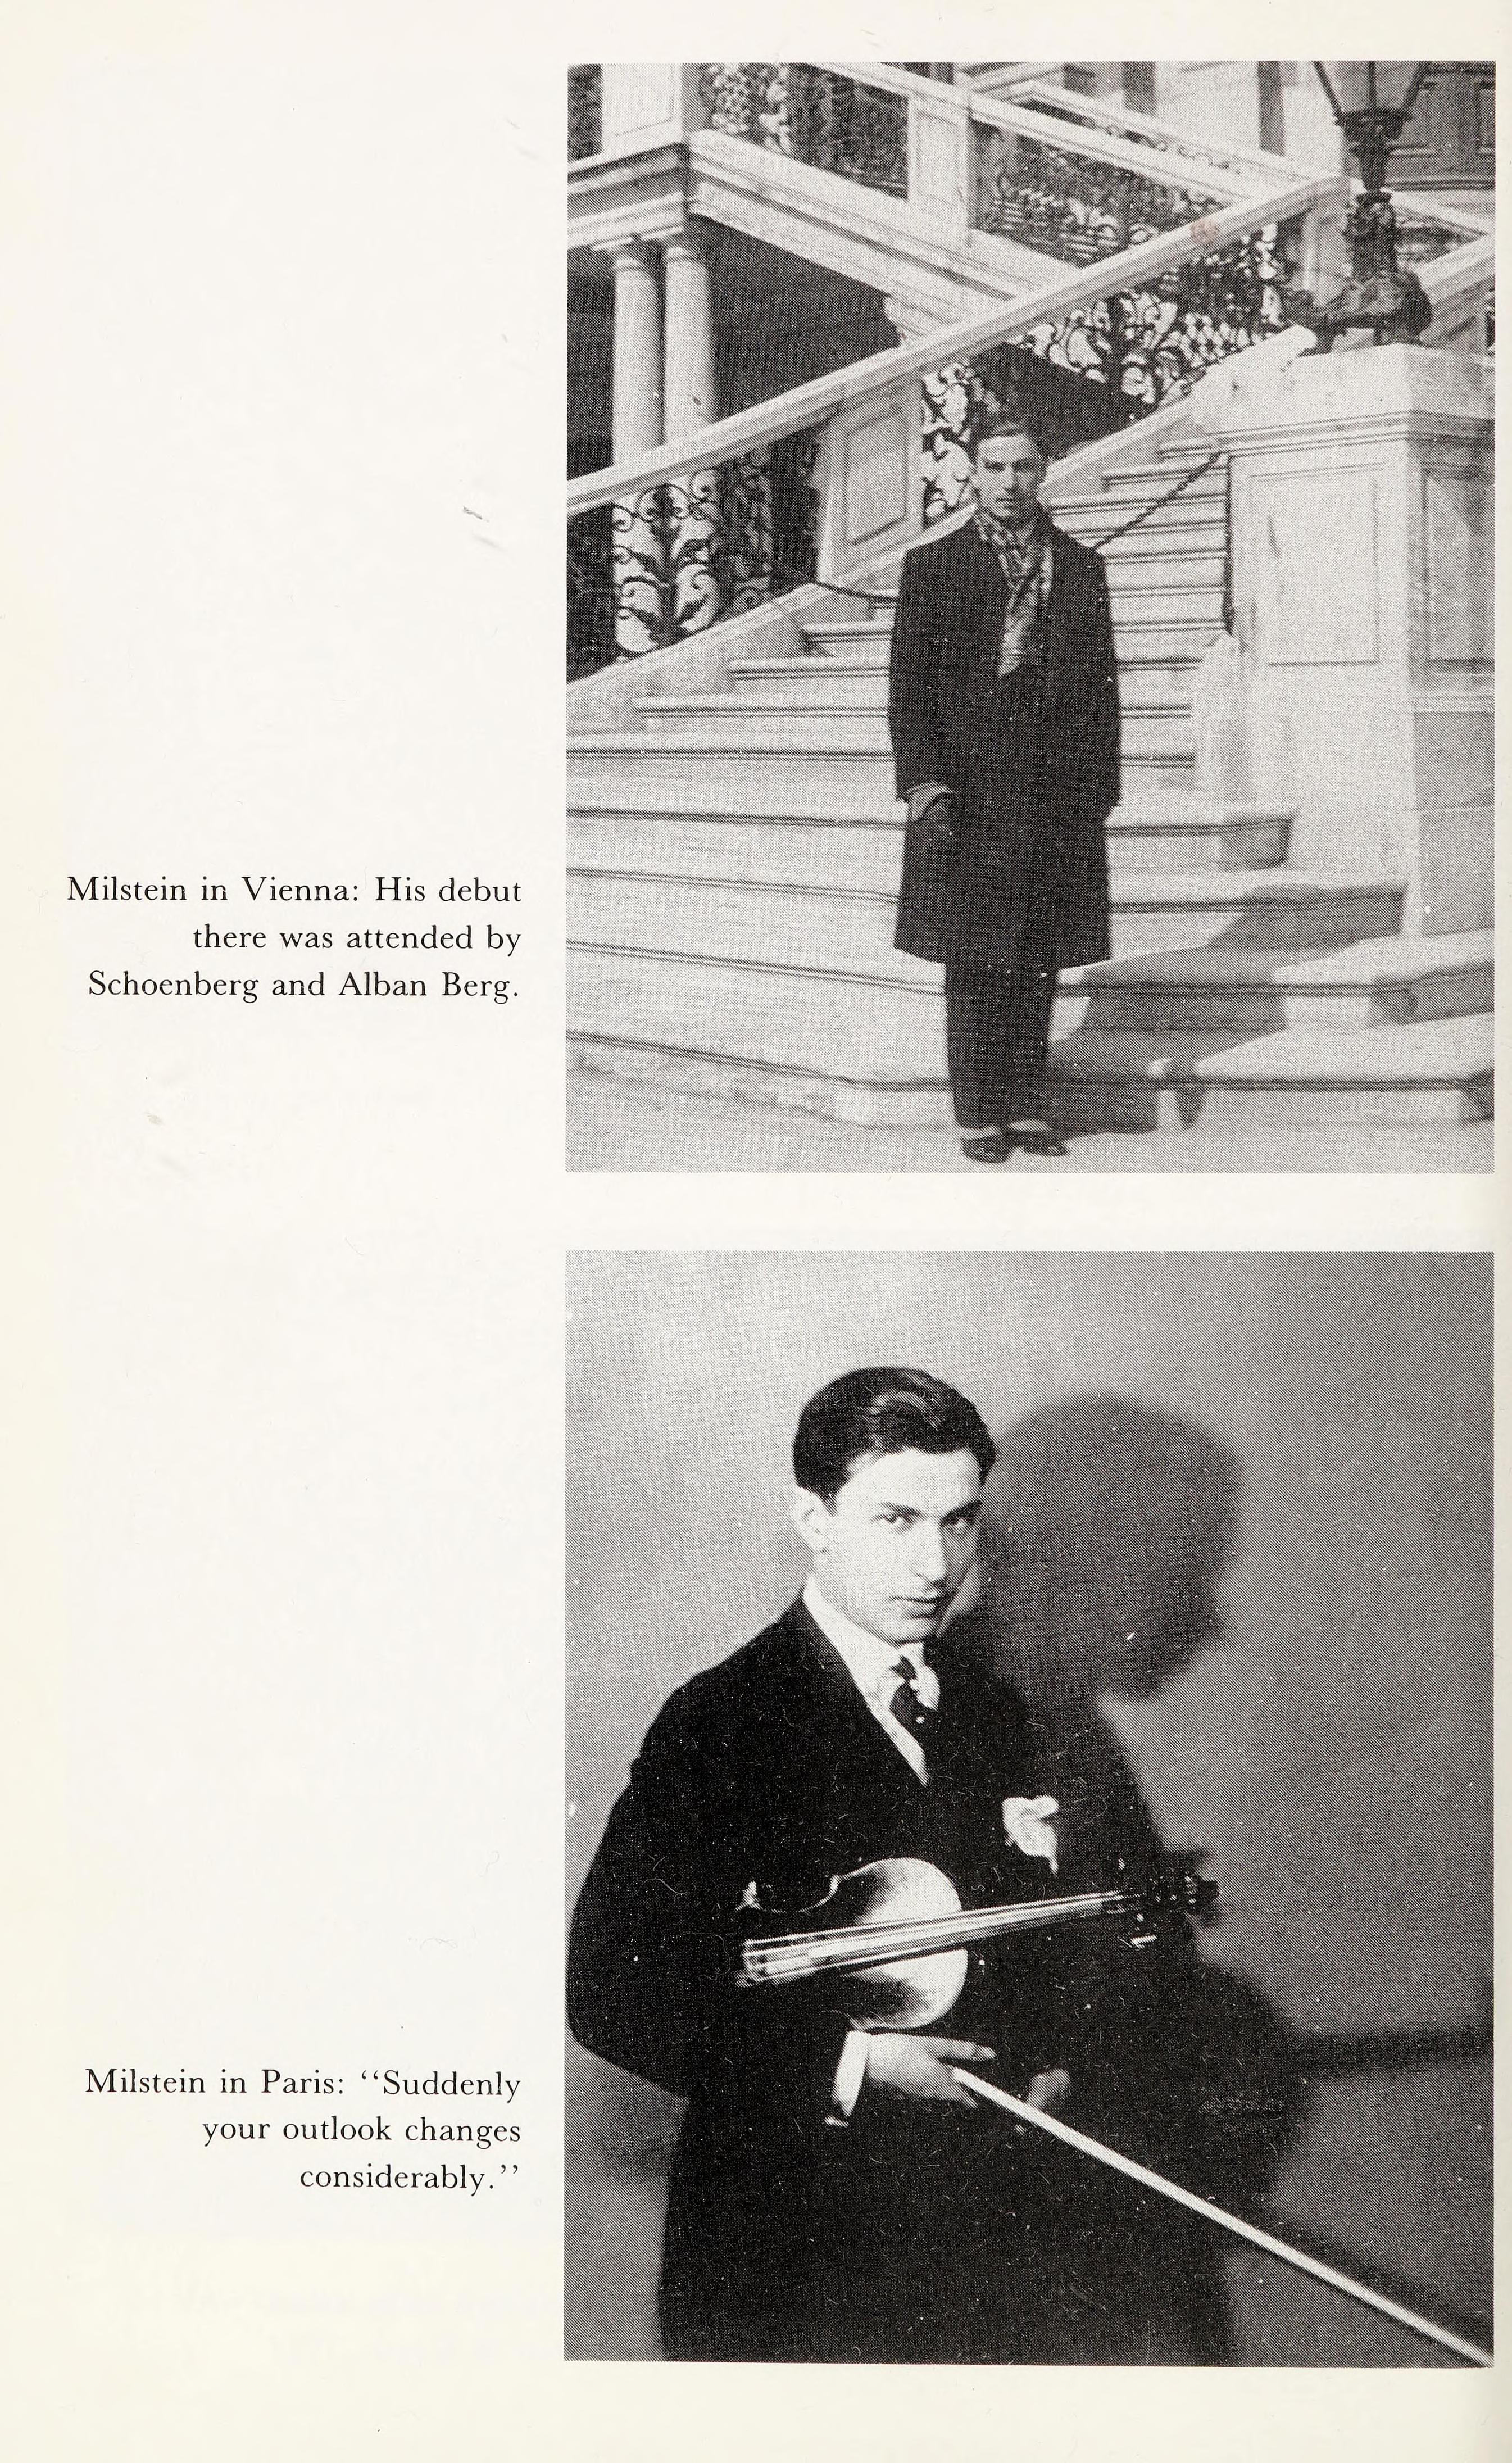 Milstein in Vienna: His debut
there was attended by
Schoenberg and Alban Berg.
Milstein in Paris: ‘‘Suddenly
your outlook changes
considerably.’’